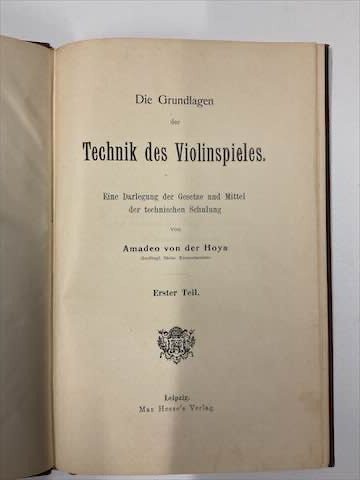 Die Grundlagen
der
Technik des Violinspieles.
Eine Darlegung der Gesetze und Mittel
der technischen Schulung
von
Amadeo von der Hoya
Erster Teil.
Leipzig.
Max Hesse's Verlag.